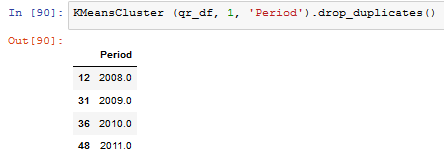 In [90]: KMeansCluster (qr_df, 1, 'Period').drop_duplicates()
Out[90]:
Period
12 2008.0
31 2009.0
36 2010.0
48 2011.0